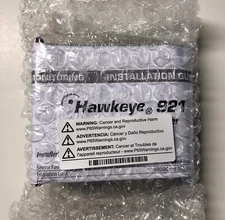 INSTALLATION GU
Hawkeye® 921
WARNING: Cancer and Reproductive Harm
www.P65Warnings.ca.gov
ADVERTENCIA: Cáncer y Daño Reproductivo
www.P65Warnings.ca.gov
AVERTISSEMENT: Cancer et Troubles de
l'appareil reproducteur - www.P65Warnings.ca.gov
Installer